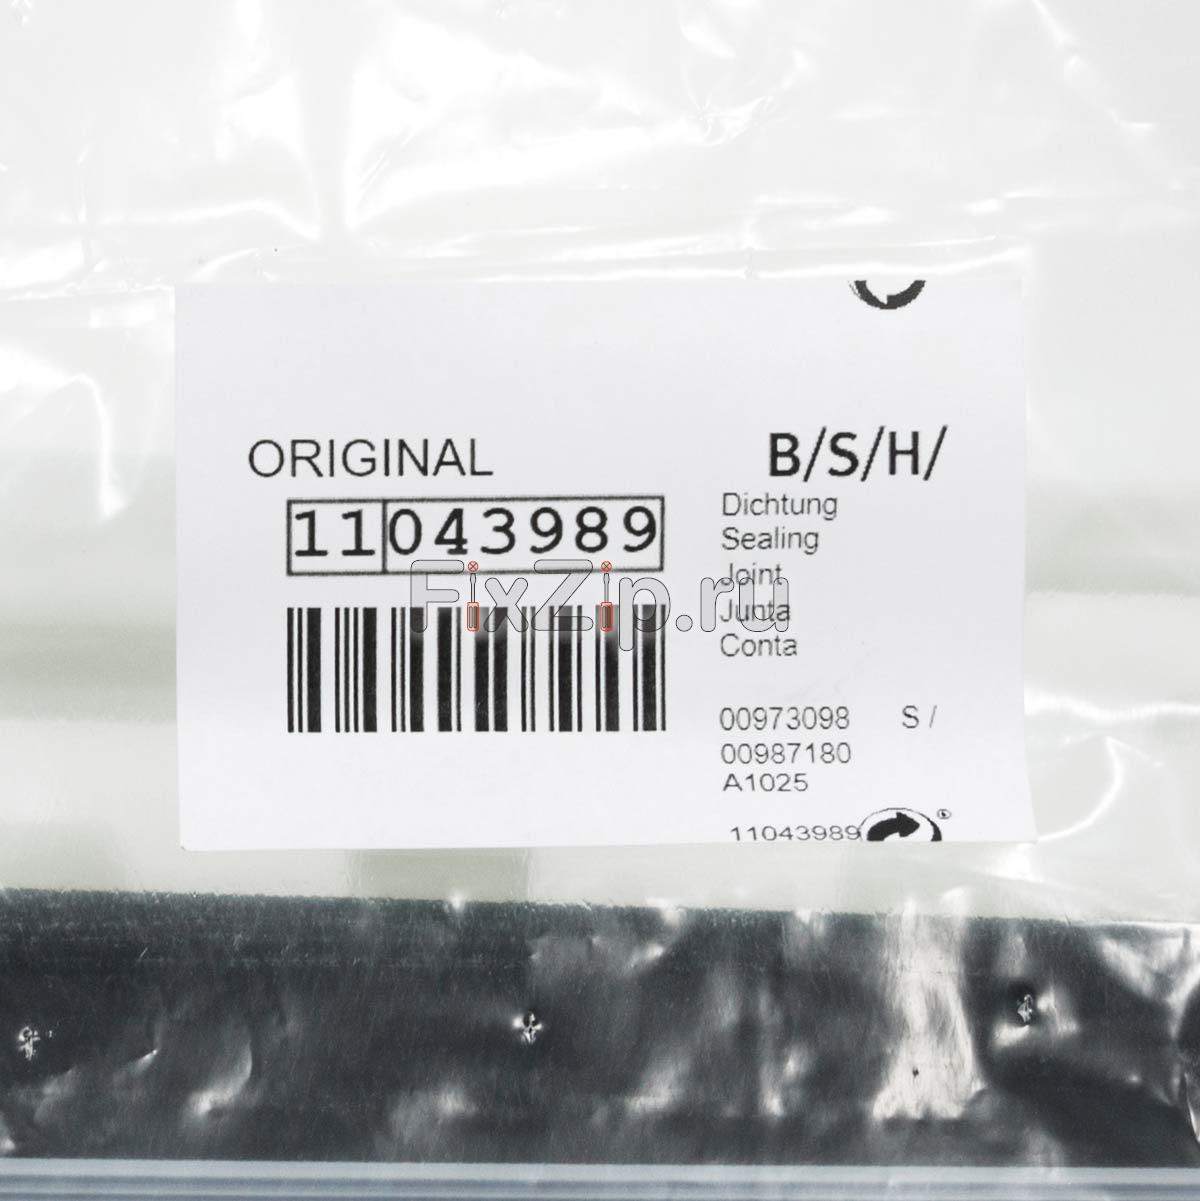 ORIGINAL
B/S/H/
11043989
Dichtung
Sealing
Joint
Junta
Conta
FixZip.ru
00973098 S /
00987180
A1025
11043989